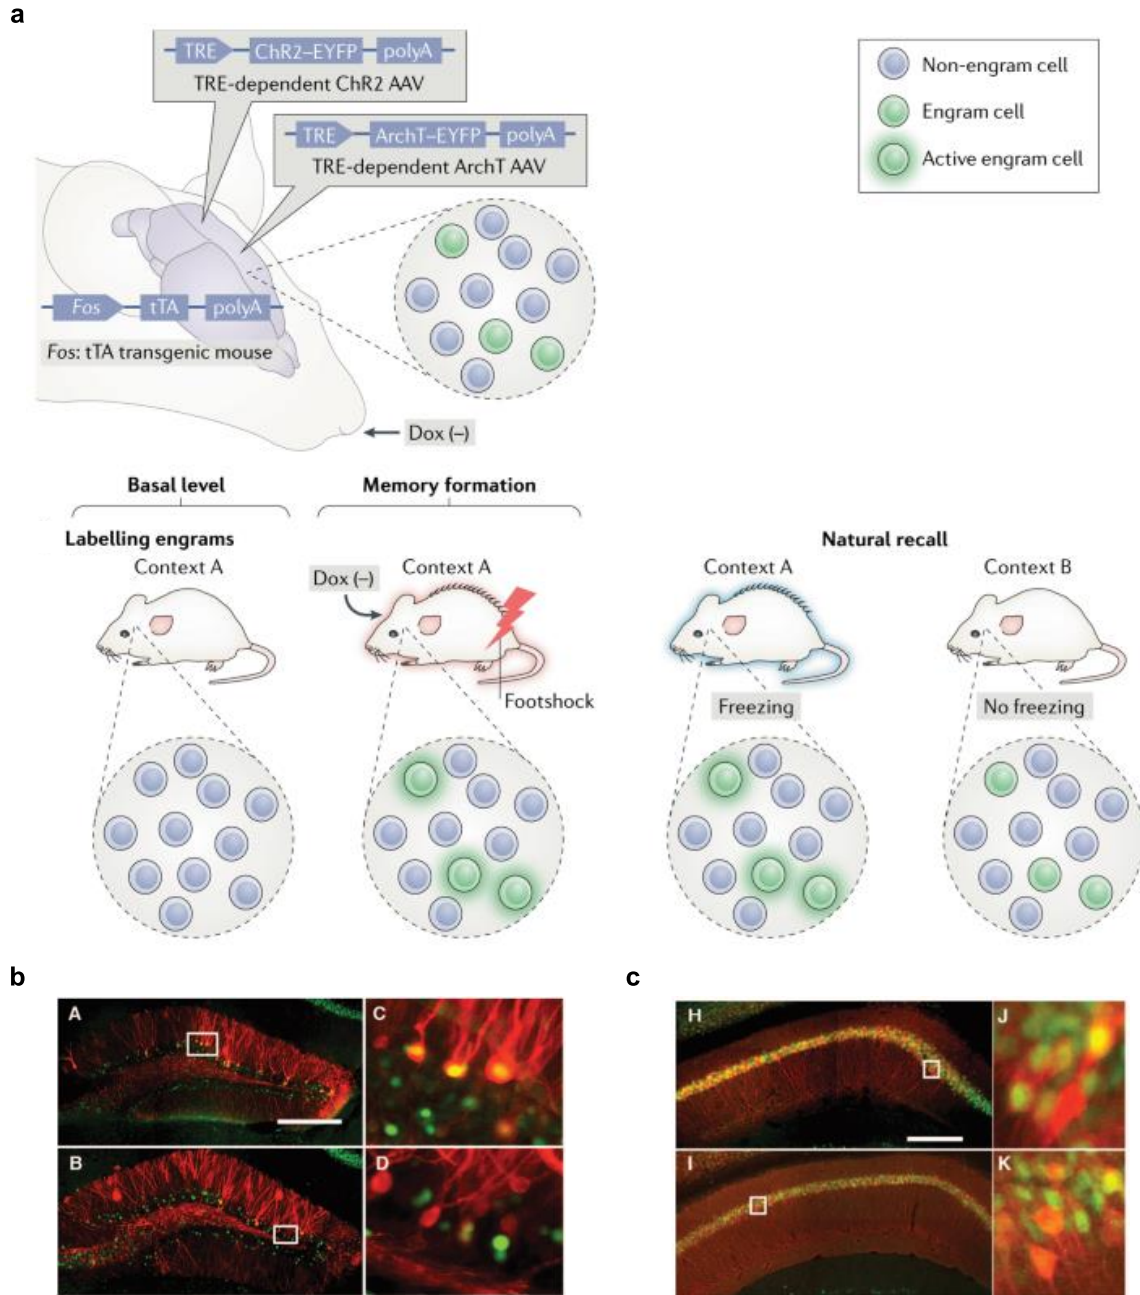 a
TRE ChR2–EYFP polyA
TRE-dependent ChR2 AAV
TRE ArchT–EYFP polyA
TRE-dependent ArchT AAV
Non-engram cell
Engram cell
Active engram cell
Fos tTA polyA
Fos: tTA transgenic mouse
Dox (–)
Basal level
Memory formation
Labelling engrams
Natural recall
Context A
Dox (–)
Context A
Context A
Context B
Footshock
Freezing
No freezing
b
A
C
B
D
c
H
J
I
K